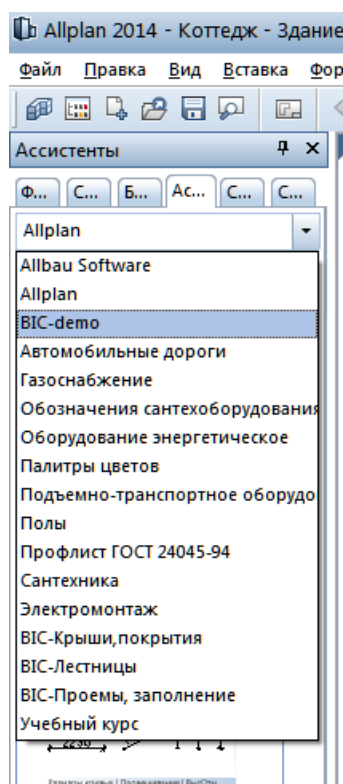 Allplan 2014 - Коттедж - Здание
Файл Правка Вид Вставка Фор
Ассистенты
Ф... С... Б... Ас... С... С...
Allplan
Allbau Software
Allplan
BIC-demo
Автомобильные дороги
Газоснабжение
Обозначения сантехоборудования
Оборудование энергетическое
Палитры цветов
Подъемно-транспортное оборудо
Полы
Профлист ГОСТ 24045-94
Сантехника
Электромонтаж
BIC-Крыши,покрытия
BIC-Лестницы
BIC-Проемы, заполнение
Учебный курс